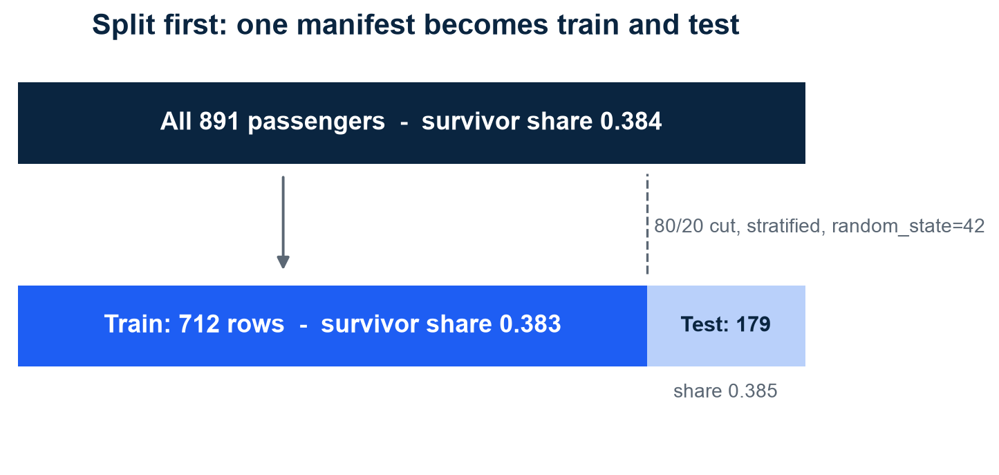 Split first: one manifest becomes train and test
All 891 passengers - survivor share 0.384
80/20 cut, stratified, random_state=42
Train: 712 rows - survivor share 0.383
Test: 179
share 0.385